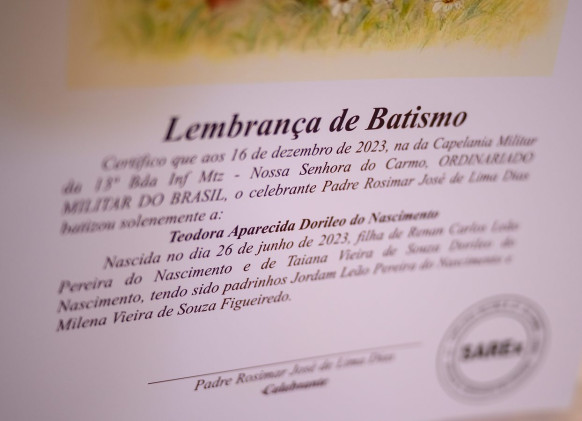 Lembrança de Batismo
Certifico que aos 16 de dezembro de 2023, na da Capelania Militar
da 13ª Bda Inf Mtz - Nossa Senhora do Carmo, ORDINARIADO
MILITAR DO BRASIL, o celebrante Padre Rosimar José de Lima Dias
batizou solenemente a:
Teodora Aparecida Dorileo do Nascimento
Nascida no dia 26 de junho de 2023, filha de Renan Carlos Leão
Pereira do Nascimento e de Taiana Vieira de Souza Dorileo do
Nascimento, tendo sido padrinhos Jordam Leão Pereira do Nascimento e
Milena Vieira de Souza Figueiredo.
Padre Rosimar José de Lima Dias
Celebrante